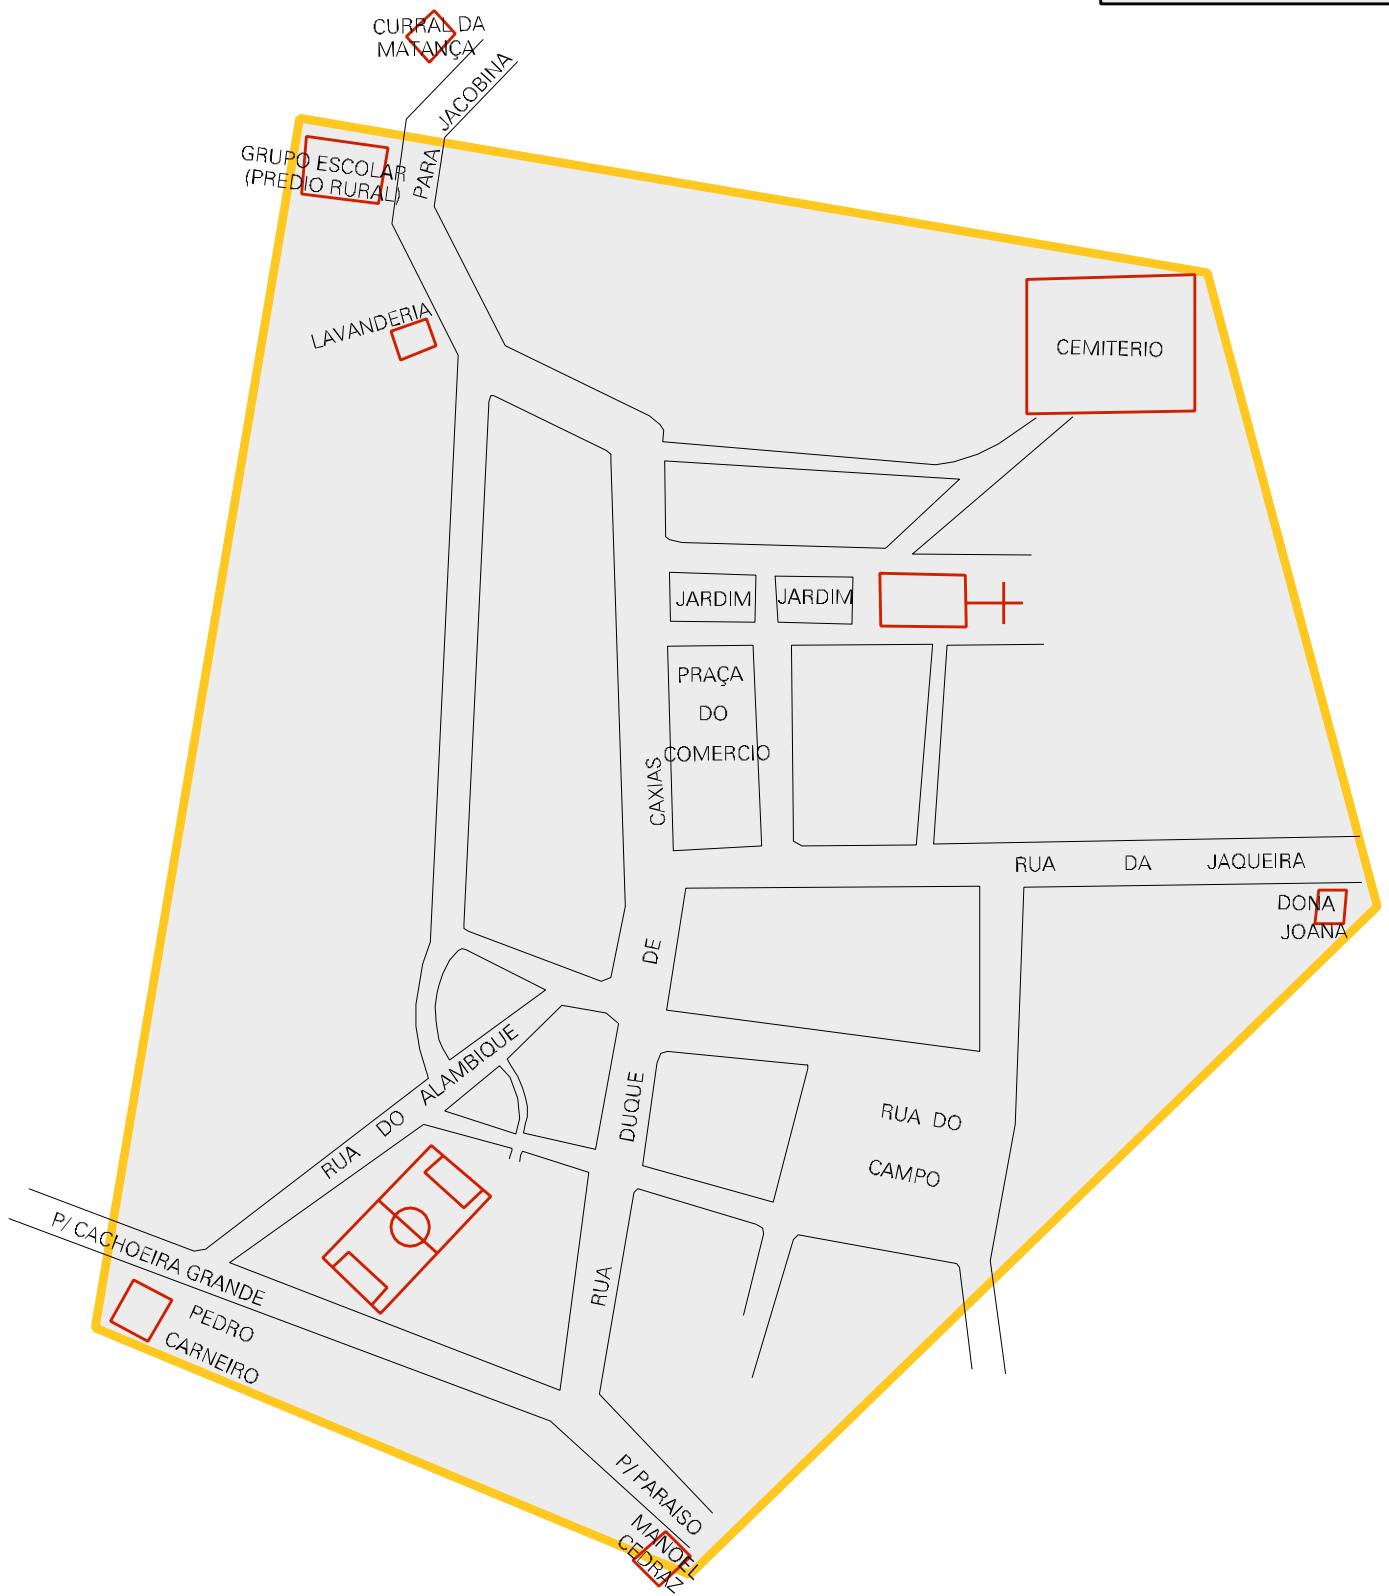 CURRAL DA
MATANÇA
PARA JACOBINA
GRUPO ESCOLAR
(PREDIO RURAL)
LAVANDERIA
CEMITERIO
JARDIM
JARDIM
PRAÇA
DO
COMERCIO
RUA DA JAQUEIRA
DONA
JOANA
RUA DUQUE DE CAXIAS
RUA DO ALAMBIQUE
RUA DO
CAMPO
P/ CACHOEIRA GRANDE
PEDRO
CARNEIRO
P/ PARAISO
MANOEL
CEDRAZ